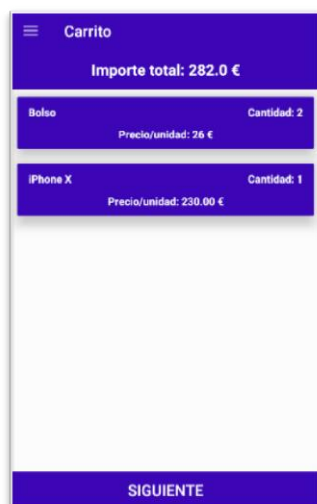 Carrito
Importe total: 282.0 €
Bolso Cantidad: 2
Precio/unidad: 26 €
iPhone X Cantidad: 1
Precio/unidad: 230.00 €
SIGUIENTE